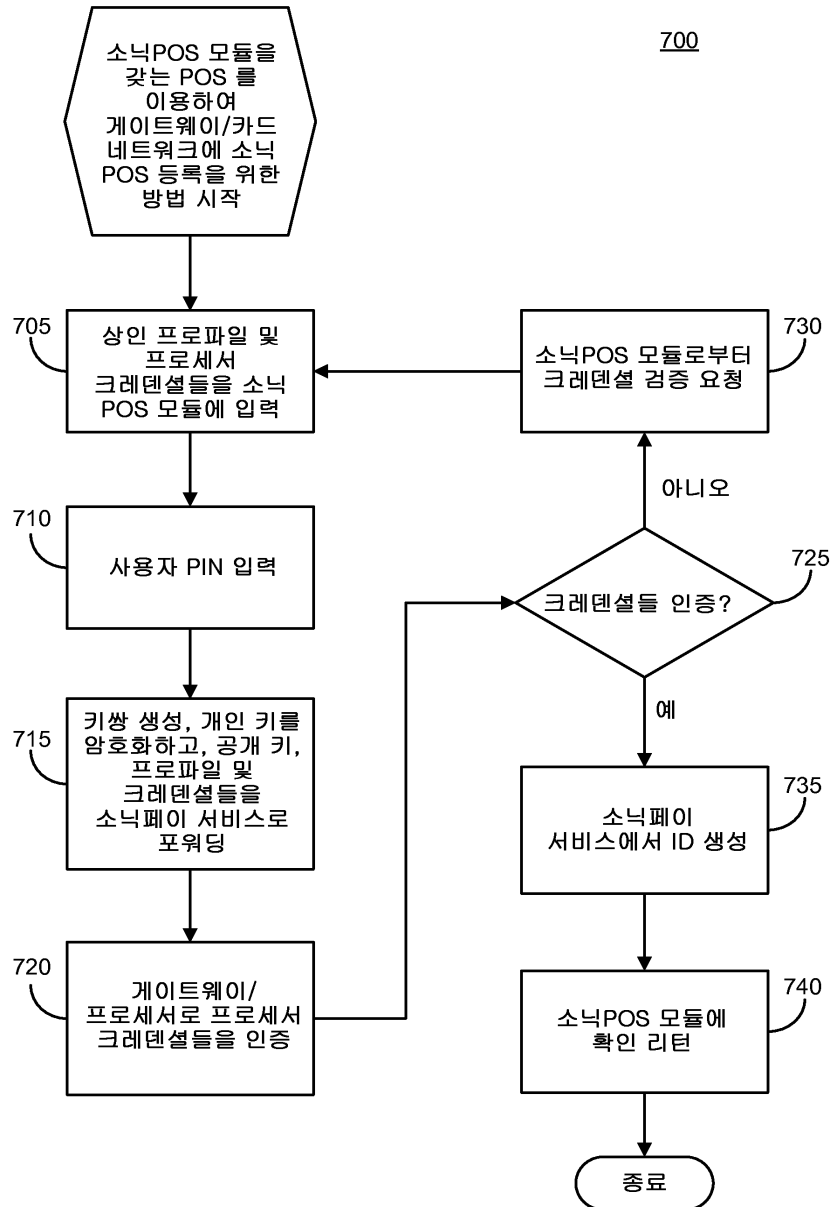 700
소닉POS 모듈을
갖는 POS 를
이용하여
게이트웨이/카드
네트워크에 소닉
POS 등록을 위한
방법 시작
705
상인 프로파일 및
프로세서
크레덴셜들을 소닉
POS 모듈에 입력
710
사용자 PIN 입력
715
키쌍 생성, 개인 키를
암호화하고, 공개 키,
프로파일 및
크레덴셜들을
소닉페이 서비스로
포워딩
720
게이트웨이/
프로세서로 프로세서
크레덴셜들을 인증
725
크레덴셜들 인증?
아니오
730
소닉POS 모듈로부터
크레덴셜 검증 요청
예
735
소닉페이
서비스에서 ID 생성
740
소닉POS 모듈에
확인 리턴
종료